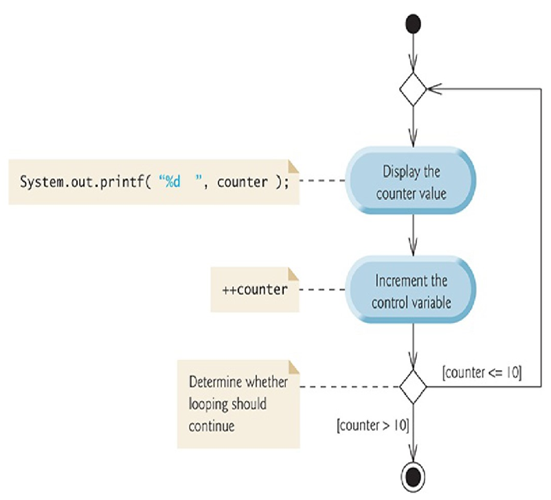 Display the
counter value
System.out.printf( “%d  ”, counter );
Increment the
control variable
++counter
Determine whether
looping should
continue
[counter <= 10]
[counter > 10]